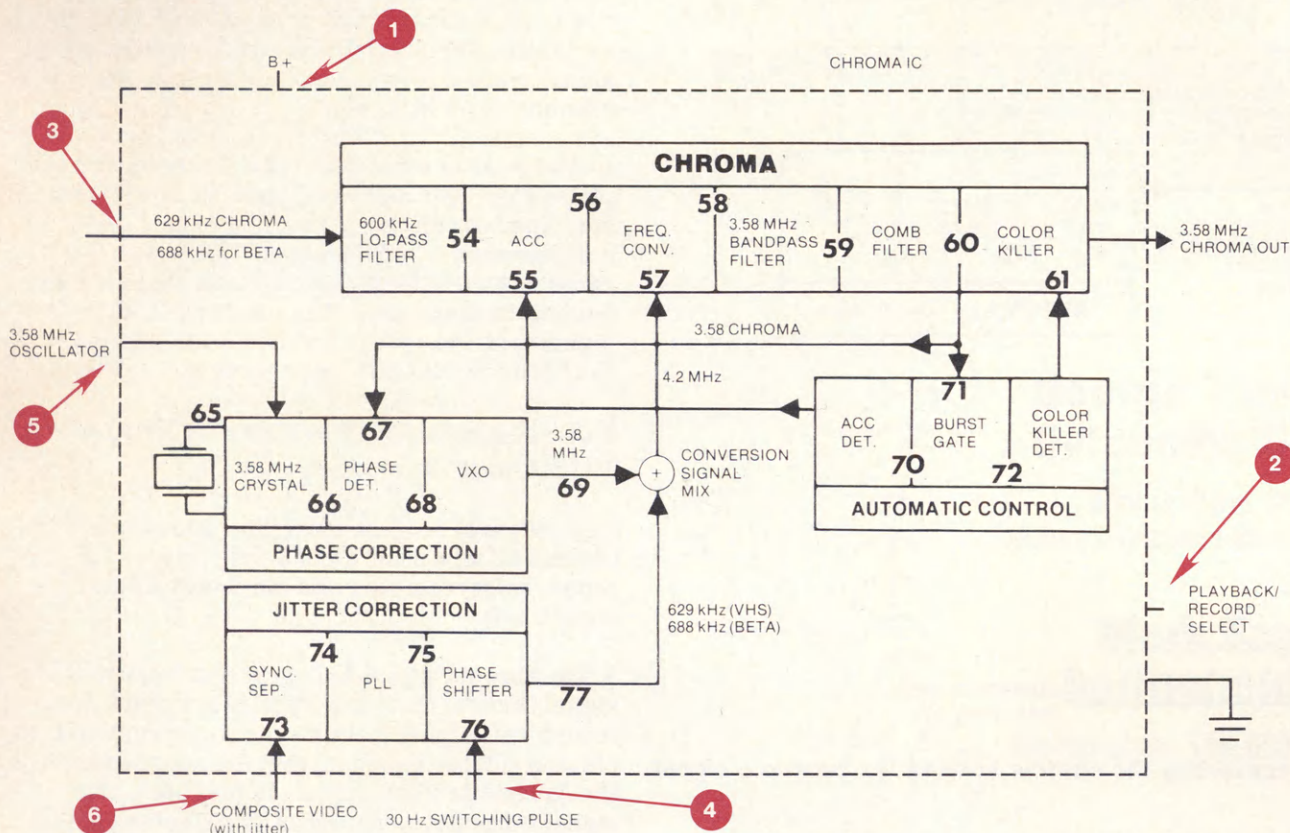 1
B +
CHROMA IC
3
CHROMA
629 kHz CHROMA
688 kHz for BETA
600 kHz
LO-PASS
FILTER
54
ACC
55
56
FREQ.
CONV.
57
58
3.58 MHz
BANDPASS
FILTER
59
COMB
FILTER
60
COLOR
KILLER
61
3.58 MHz
CHROMA OUT
3.58 MHz
OSCILLATOR
5
3.58 CHROMA
4.2 MHz
65
3.58 MHz
CRYSTAL
66
67
PHASE
DET.
68
VXO
3.58
MHz
69
+
CONVERSION
SIGNAL
MIX
PHASE CORRECTION
ACC
DET.
70
71
BURST
GATE
72
COLOR
KILLER
DET.
AUTOMATIC CONTROL
2
PLAYBACK/
RECORD
SELECT
JITTER CORRECTION
SYNC.
SEP.
73
74
PLL
75
PHASE
SHIFTER
76
77
629 kHz (VHS)
688 kHz (BETA)
6
COMPOSITE VIDEO
(with jitter)
4
30 Hz SWITCHING PULSE